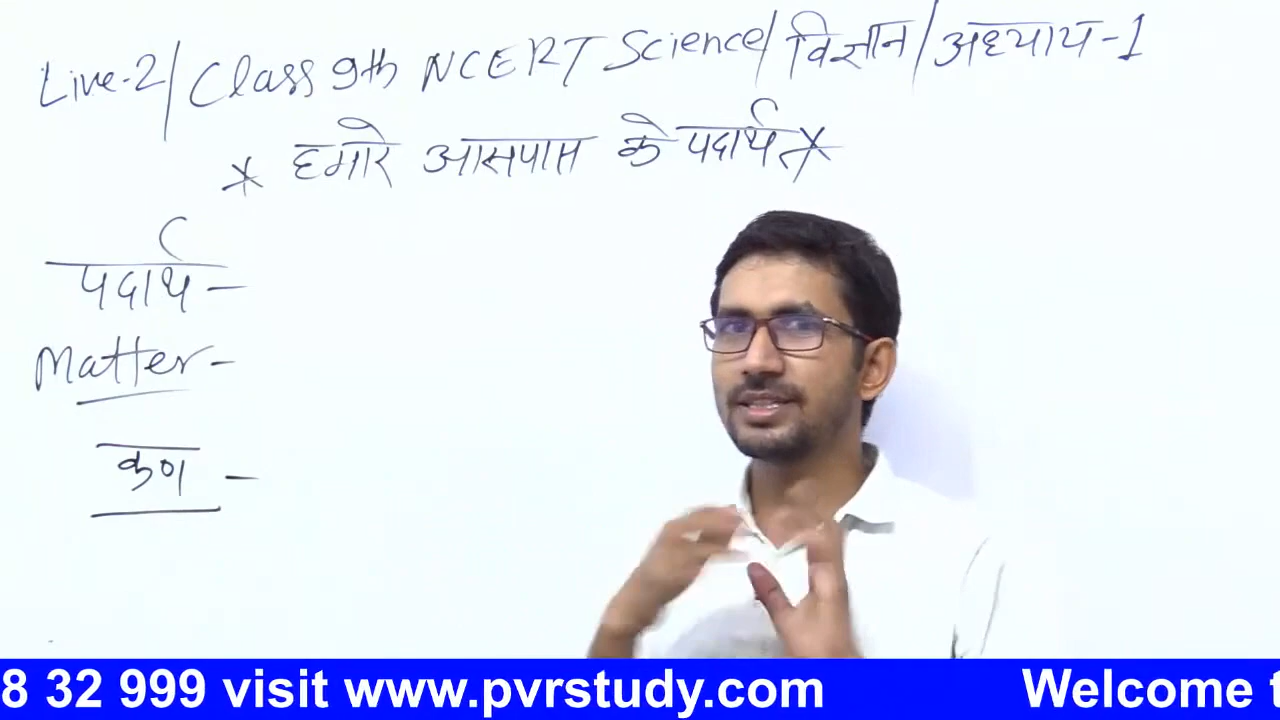 Live-2/Class 9th NCERT Science/विज्ञान/अध्याय-1
* हमारे आसपास के पदार्थ *
पदार्थ -
Matter -
कण -
8 32 999 visit www.pvrstudy.com Welcome t